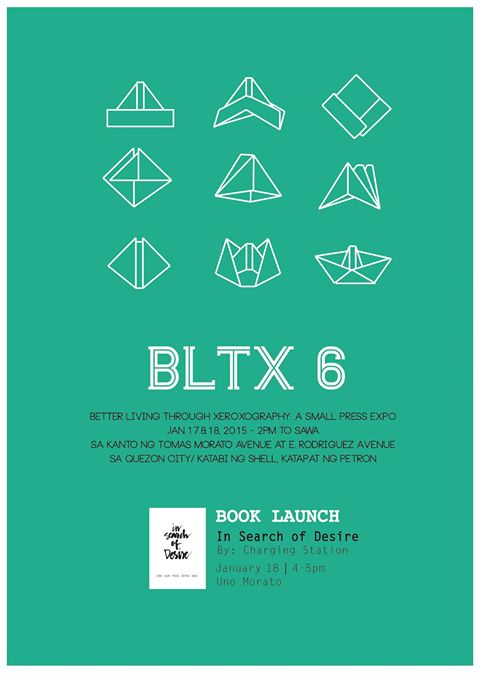 BLTX 6
BETTER LIVING THROUGH XEROXOGRAPHY: A SMALL PRESS EXPO
JAN.17&18, 2015 - 2PM TO SAWA
SA KANTO NG TOMAS MORATO AVENUE AT E. RODRIGUEZ AVENUE
SA QUEZON CITY/ KATABI NG SHELL, KATAPAT NG PETRON
in
search
of
Desire
BOOK LAUNCH
In Search of Desire
By: Charging Station
January 18 | 4-5pm
Uno Morato